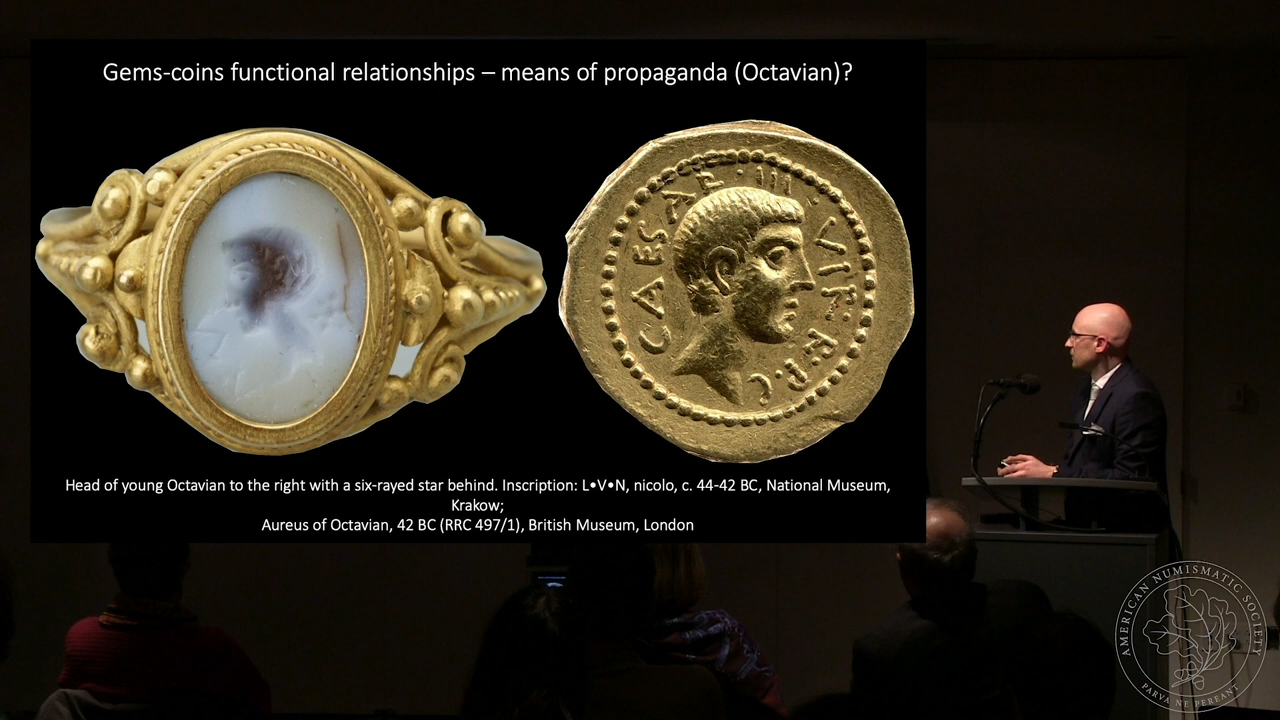 Gems-coins functional relationships – means of propaganda (Octavian)?
CAESAR·III VIR·R·P·C
Head of young Octavian to the right with a six-rayed star behind. Inscription: L•V•N, nicolo, c. 44-42 BC, National Museum,
Krakow;
Aureus of Octavian, 42 BC (RRC 497/1), British Museum, London
AMERICAN NUMISMATIC SOCIETY
PARVA NE PEREANT